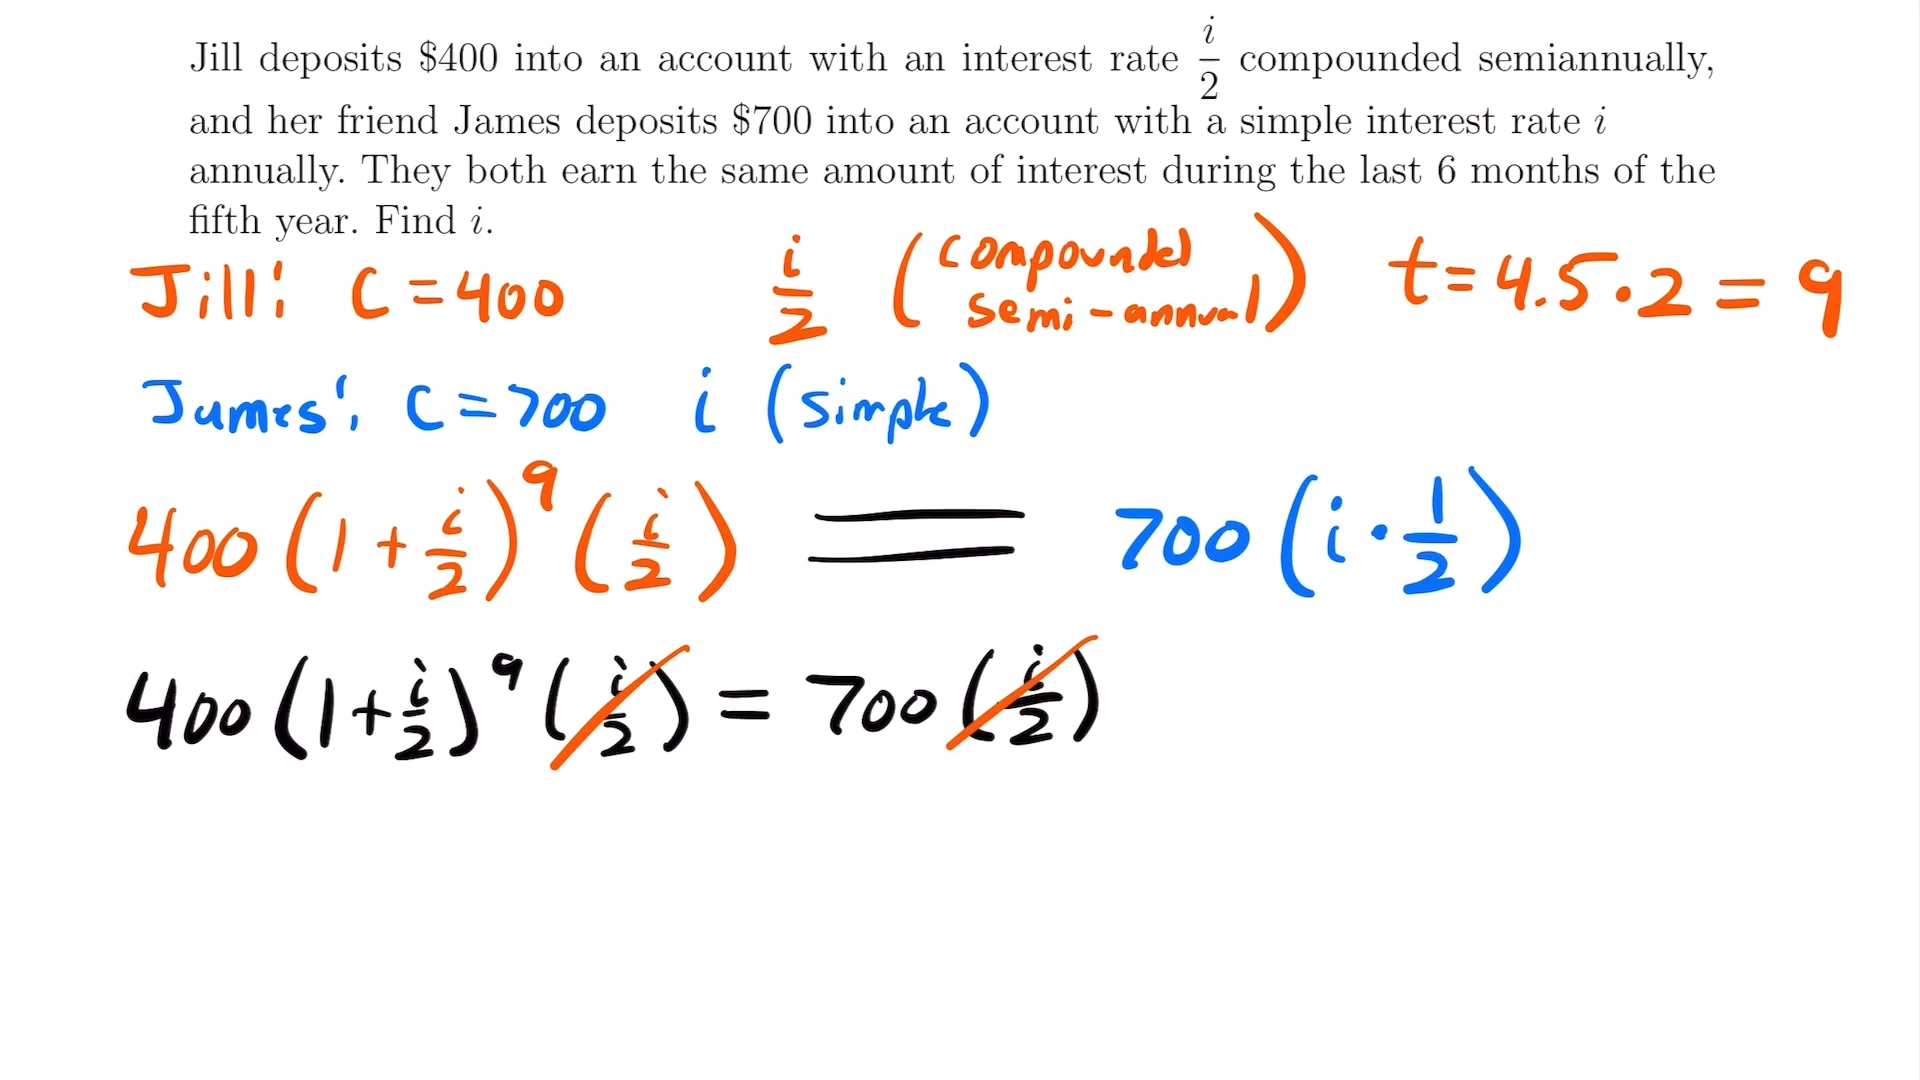 Jill deposits $400 into an account with an interest rate i/2 compounded semiannually,
and her friend James deposits $700 into an account with a simple interest rate i
annually. They both earn the same amount of interest during the last 6 months of the
fifth year. Find i.
Jill: C = 400 i/2 (compounded semi-annual) t = 4.5 · 2 = 9
James: C = 700 i (simple)
400 (1 + i/2)^9 (i/2) = 700 (i · 1/2)
400 (1 + i/2)^9 (i/2) = 700 (i/2)